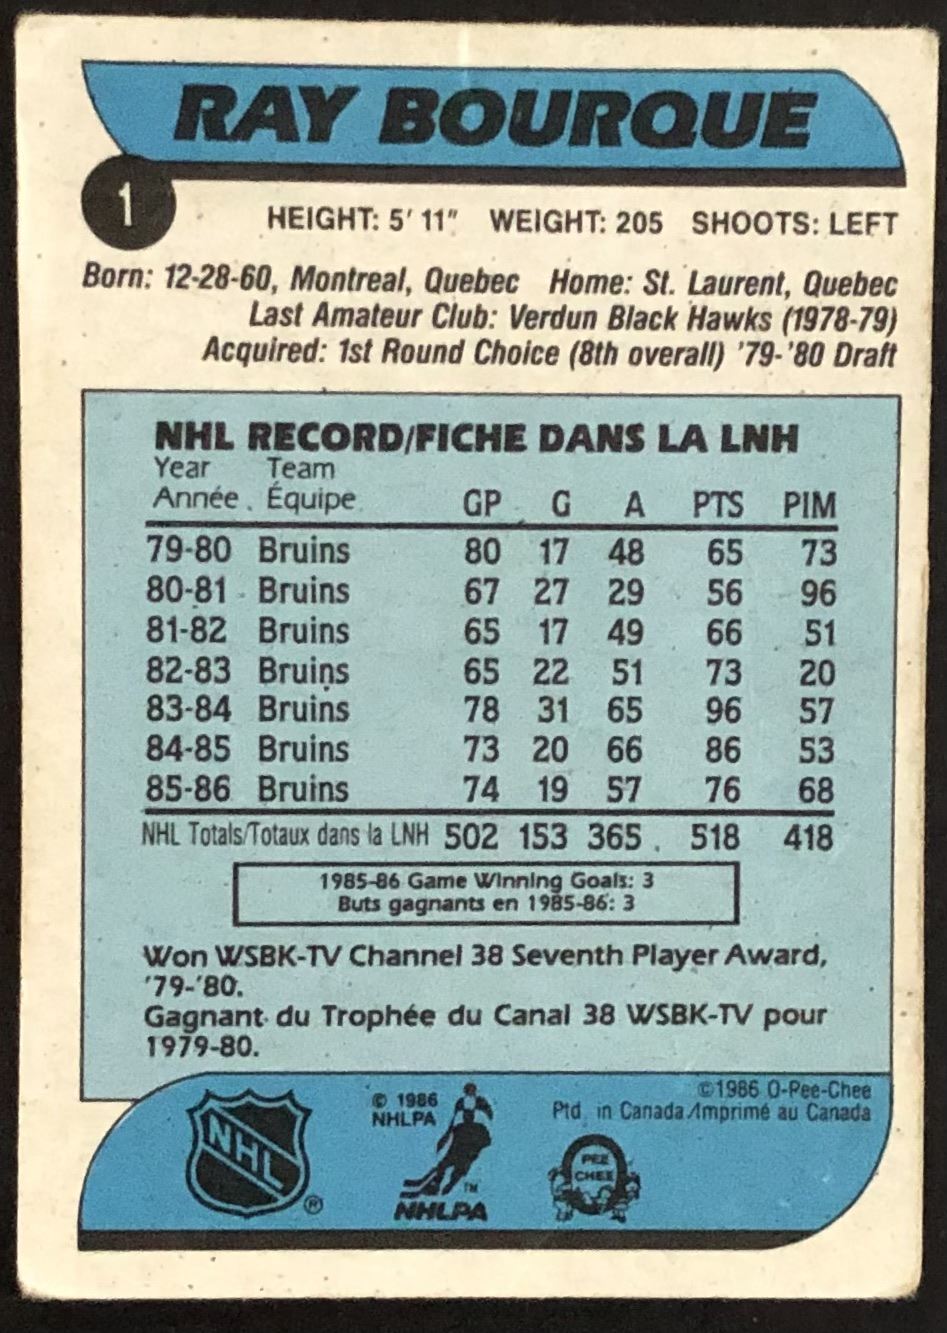 RAY BOURQUE
1
HEIGHT: 5' 11" WEIGHT: 205 SHOOTS: LEFT
Born: 12-28-60, Montreal, Quebec Home: St. Laurent, Quebec
Last Amateur Club: Verdun Black Hawks (1978-79)
Acquired: 1st Round Choice (8th overall) '79-'80 Draft
NHL RECORD/FICHE DANS LA LNH
Year Team
Année Équipe GP G A PTS PIM
79-80 Bruins 80 17 48 65 73
80-81 Bruins 67 27 29 56 96
81-82 Bruins 65 17 49 66 51
82-83 Bruins 65 22 51 73 20
83-84 Bruins 78 31 65 96 57
84-85 Bruins 73 20 66 86 53
85-86 Bruins 74 19 57 76 68
NHL Totals/Totaux dans la LNH 502 153 365 518 418
1985-86 Game Winning Goals: 3
Buts gagnants en 1985-86: 3
Won WSBK-TV Channel 38 Seventh Player Award,
'79-'80.
Gagnant du Trophée du Canal 38 WSBK-TV pour
1979-80.
©1986 O-Pee-Chee
Ptd. in Canada/Imprimé au Canada
© 1986
NHLPA
NHL ®
TM
NHLPA
PEE
CHEE